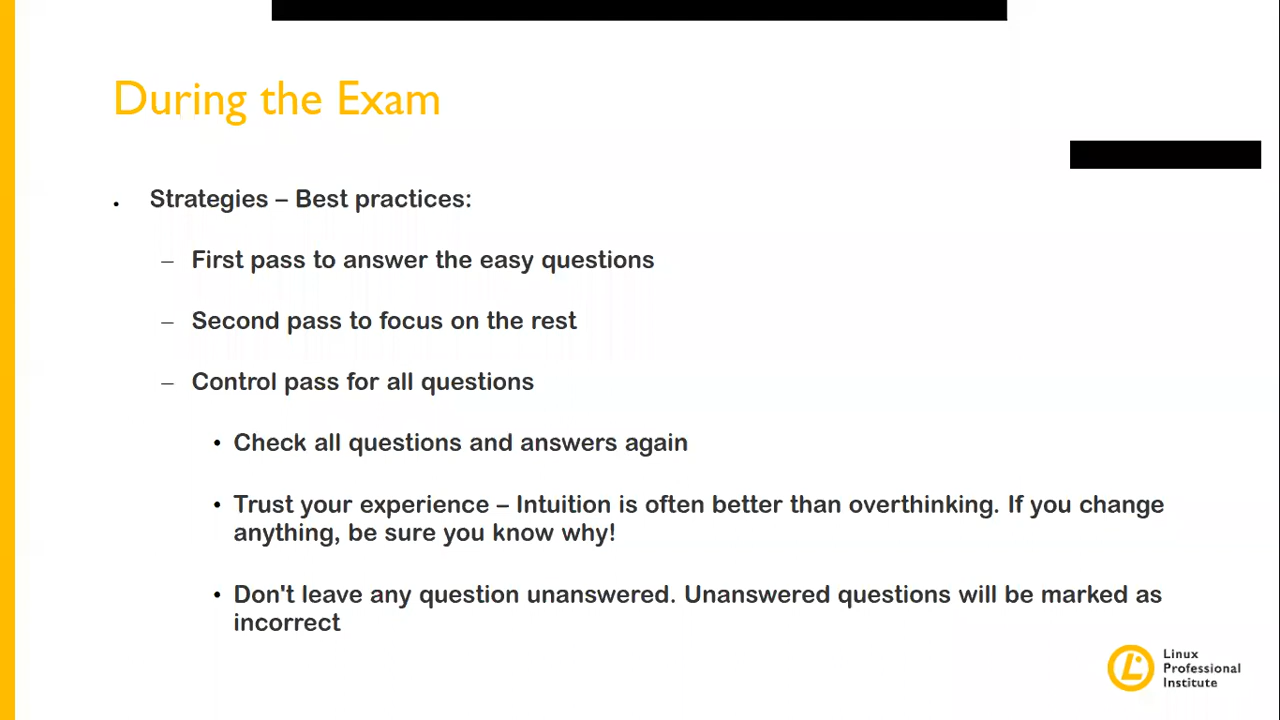 During the Exam
. Strategies – Best practices:
– First pass to answer the easy questions
– Second pass to focus on the rest
– Control pass for all questions
• Check all questions and answers again
• Trust your experience – Intuition is often better than overthinking. If you change
anything, be sure you know why!
• Don't leave any question unanswered. Unanswered questions will be marked as
incorrect
Linux
Professional
Institute